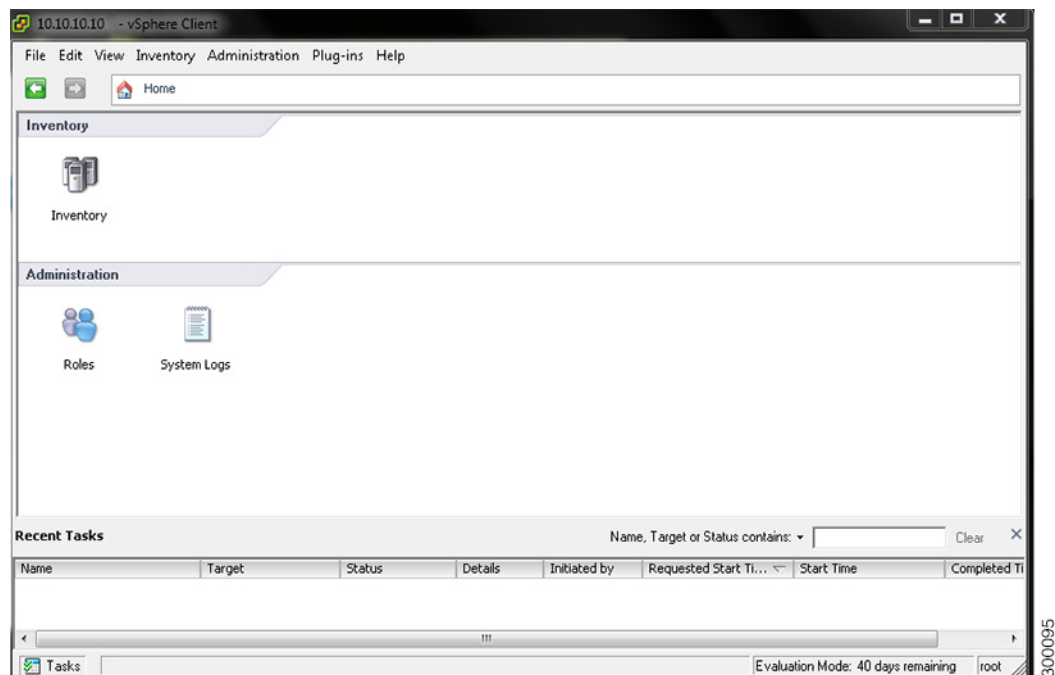 10.10.10.10 - vSphere Client
File Edit View Inventory Administration Plug-ins Help
Home
Inventory
Inventory
Administration
Roles System Logs
Recent Tasks Name, Target or Status contains: Clear
Name Target Status Details Initiated by Requested Start Ti... Start Time Completed Ti
Tasks Evaluation Mode: 40 days remaining root
300095